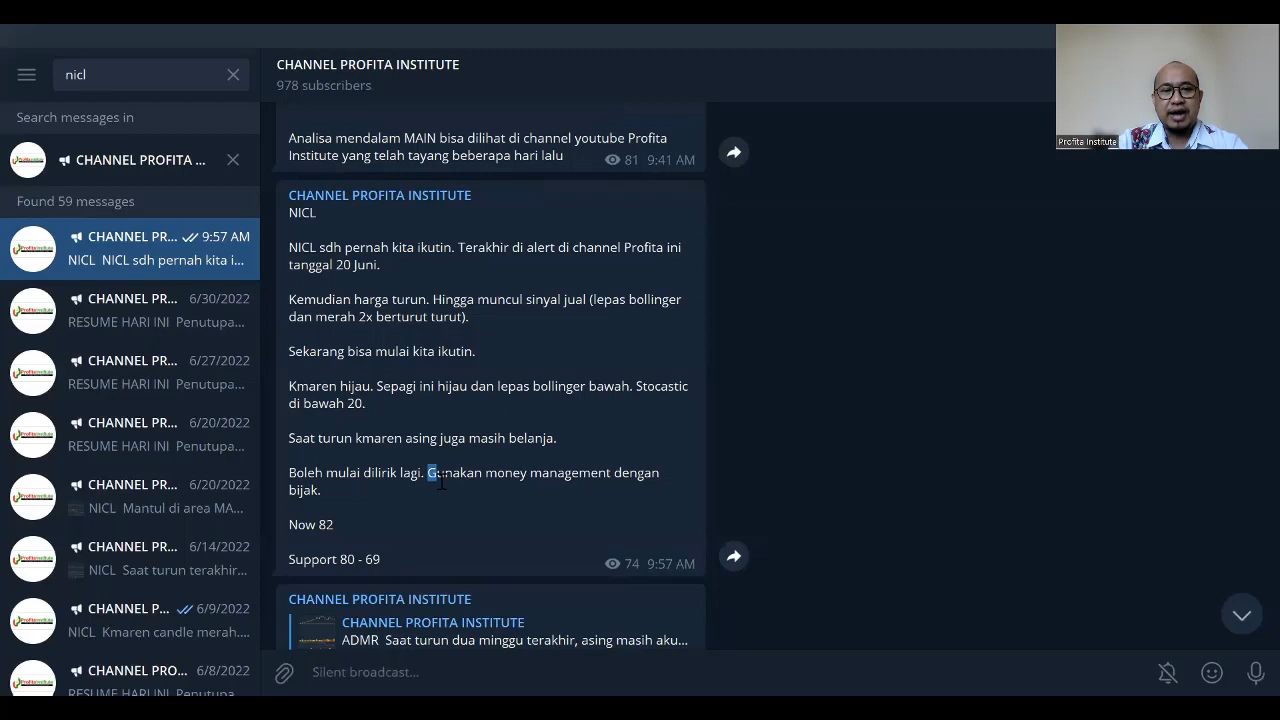 nicl
Search messages in
CHANNEL PROFITA ...
Found 59 messages
CHANNEL PR... 9:57 AM
NICL NICL sdh pernah kita i...
CHANNEL PR... 6/30/2022
RESUME HARI INI Penutupa...
CHANNEL PR... 6/27/2022
RESUME HARI INI Penutupa...
CHANNEL PR... 6/20/2022
RESUME HARI INI Penutupa...
CHANNEL PR... 6/20/2022
NICL Mantul di area MA...
CHANNEL PR... 6/14/2022
NICL Saat turun terakhir...
CHANNEL P... 6/9/2022
NICL Kmaren candle merah....
CHANNEL PRO... 6/8/2022
RESUME HARI INI Penutupa...
CHANNEL PROFITA INSTITUTE
978 subscribers
Analisa mendalam MAIN bisa dilihat di channel youtube Profita
Institute yang telah tayang beberapa hari lalu 81 9:41 AM
CHANNEL PROFITA INSTITUTE
NICL
NICL sdh pernah kita ikutin. Terakhir di alert di channel Profita ini
tanggal 20 Juni.
Kemudian harga turun. Hingga muncul sinyal jual (lepas bollinger
dan merah 2x berturut turut).
Sekarang bisa mulai kita ikutin.
Kmaren hijau. Sepagi ini hijau dan lepas bollinger bawah. Stocastic
di bawah 20.
Saat turun kmaren asing juga masih belanja.
Boleh mulai dilirik lagi. Gunakan money management dengan
bijak.
Now 82
Support 80 - 69
74 9:57 AM
CHANNEL PROFITA INSTITUTE
CHANNEL PROFITA INSTITUTE
ADMR Saat turun dua minggu terakhir, asing masih aku...
Silent broadcast...
Profita Institute